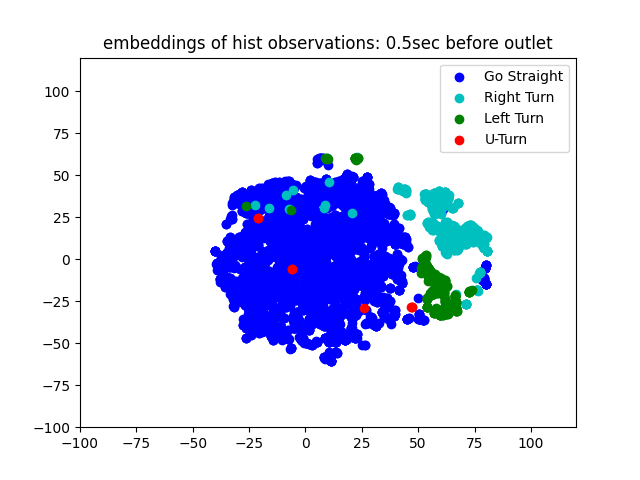 embeddings of hist observations: 0.5sec before outlet
Go Straight
Right Turn
Left Turn
U-Turn
100
75
50
25
0
−25
−50
−75
−100
−100 −75 −50 −25 0 25 50 75 100